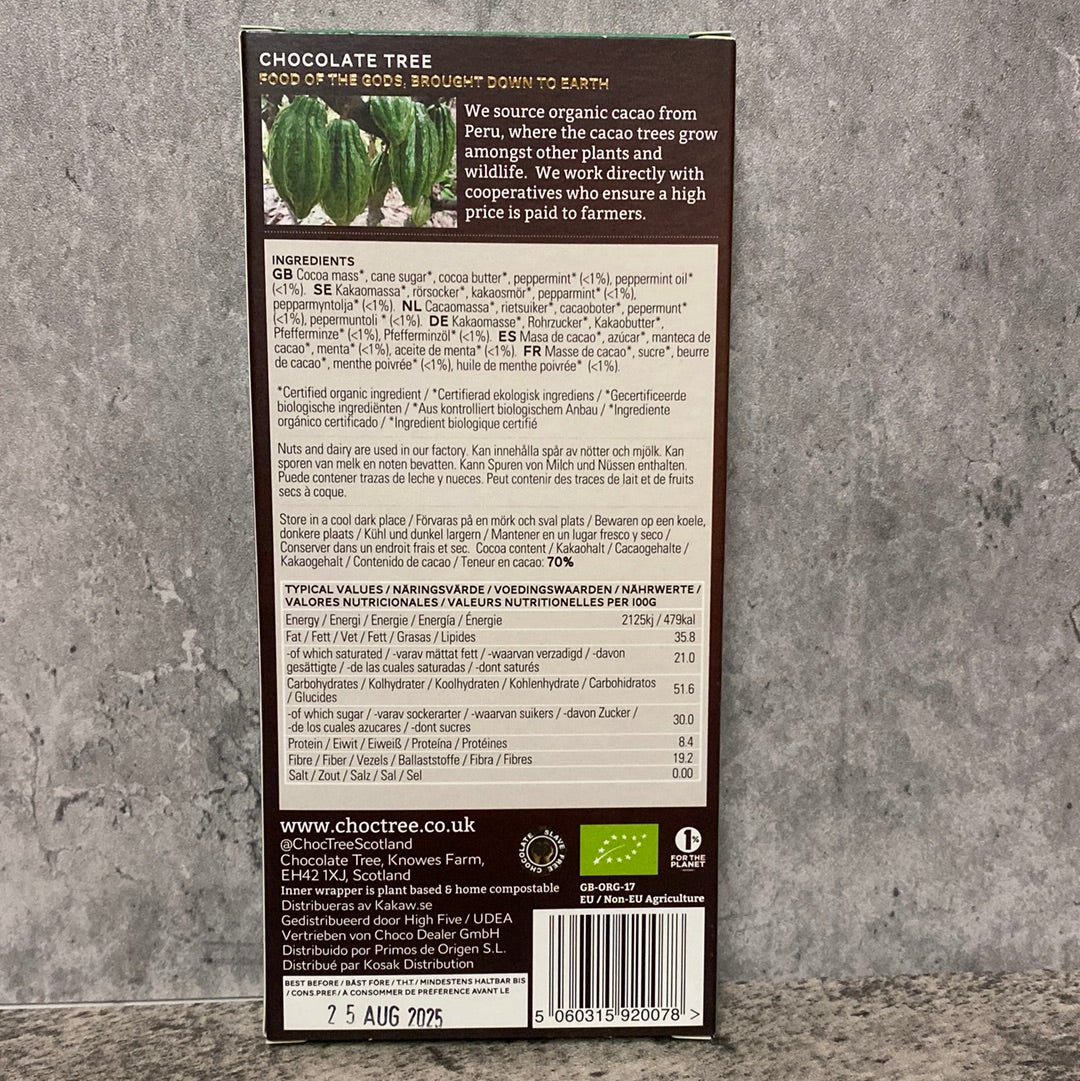 CHOCOLATE TREE
FOOD OF THE GODS, BROUGHT DOWN TO EARTH
We source organic cacao from
Peru, where the cacao trees grow
amongst other plants and
wildlife. We work directly with
cooperatives who ensure a high
price is paid to farmers.
INGREDIENTS
GB Cocoa mass*, cane sugar*, cocoa butter*, peppermint* (<1%), peppermint oil*
(<1%). SE Kakaomassa*, rörsocker*, kakaosmör*, pepparmint* (<1%),
pepparmyntolja* (<1%). NL Cacaomassa*, rietsuiker*, cacaoboter*, pepermunt*
(<1%), pepermuntoli * (<1%). DE Kakaomasse*, Rohrzucker*, Kakaobutter*,
Pfefferminze* (<1%), Pfefferminzöl* (<1%). ES Masa de cacao*, azúcar*, manteca de
cacao*, menta* (<1%), aceite de menta* (<1%). FR Masse de cacao*, sucre*, beurre
de cacao*, menthe poivrée* (<1%), huile de menthe poivrée* (<1%).
*Certified organic ingredient / *Certifierad ekologisk ingrediens / *Gecertificeerde
biologische ingrediënten / *Aus kontrolliert biologischem Anbau / *Ingrediente
orgánico certificado / *Ingredient biologique certifié
Nuts and dairy are used in our factory. Kan innehålla spår av nötter och mjölk. Kan
sporen van melk en noten bevatten. Kann Spuren von Milch und Nüssen enthalten.
Puede contener trazas de leche y nueces. Peut contenir des traces de lait et de fruits
secs à coque.
Store in a cool dark place / Förvaras på en mörk och sval plats / Bewaren op een koele,
donkere plaats / Kühl und dunkel largern / Mantener en un lugar fresco y seco /
Conserver dans un endroit frais et sec. Cocoa content / Kakaohalt / Cacaogehalte /
Kakaogehalt / Contenido de cacao / Teneur en cacao: 70%
TYPICAL VALUES / NÄRINGSVÄRDE / VOEDINGSWAARDEN / NÄHRWERTE /
VALORES NUTRICIONALES / VALEURS NUTRITIONELLES PER 100G
Energy / Energi / Energie / Energía / Énergie 2125kj / 479kal
Fat / Fett / Vet / Fett / Grasas / Lipides 35.8
-of which saturated / -varav mättat fett / -waarvan verzadigd / -davon
gesättigte / -de las cuales saturadas / -dont saturés 21.0
Carbohydrates / Kolhydrater / Koolhydraten / Kohlenhydrate / Carbohidratos
/ Glucides 51.6
-of which sugar / -varav sockerarter / -waarvan suikers / -davon Zucker /
-de los cuales azucares / -dont sucres 30.0
Protein / Eiwit / Eiweiß / Proteína / Protéines 8.4
Fibre / Fiber / Vezels / Ballaststoffe / Fibra / Fibres 19.2
Salt / Zout / Salz / Sal / Sel 0.00
www.choctree.co.uk
@ChocTreeScotland
Chocolate Tree, Knowes Farm,
EH42 1XJ, Scotland
Inner wrapper is plant based & home compostable
Distribueras av Kakaw.se
Gedistribueerd door High Five / UDEA
Vertrieben von Choco Dealer GmbH
Distribuido por Primos de Origen S.L.
Distribué par Kosak Distribution
SLAVE FREE CHOCOLATE
1%
FOR THE
PLANET
GB-ORG-17
EU / Non-EU Agriculture
BEST BEFORE / BÄST FÖRE / T.H.T. / MINDESTENS HALTBAR BIS
/ CONS.PREF./ À CONSOMMER DE PRÉFÉRENCE AVANT LE
25 AUG 2025
5 060315 920078 >